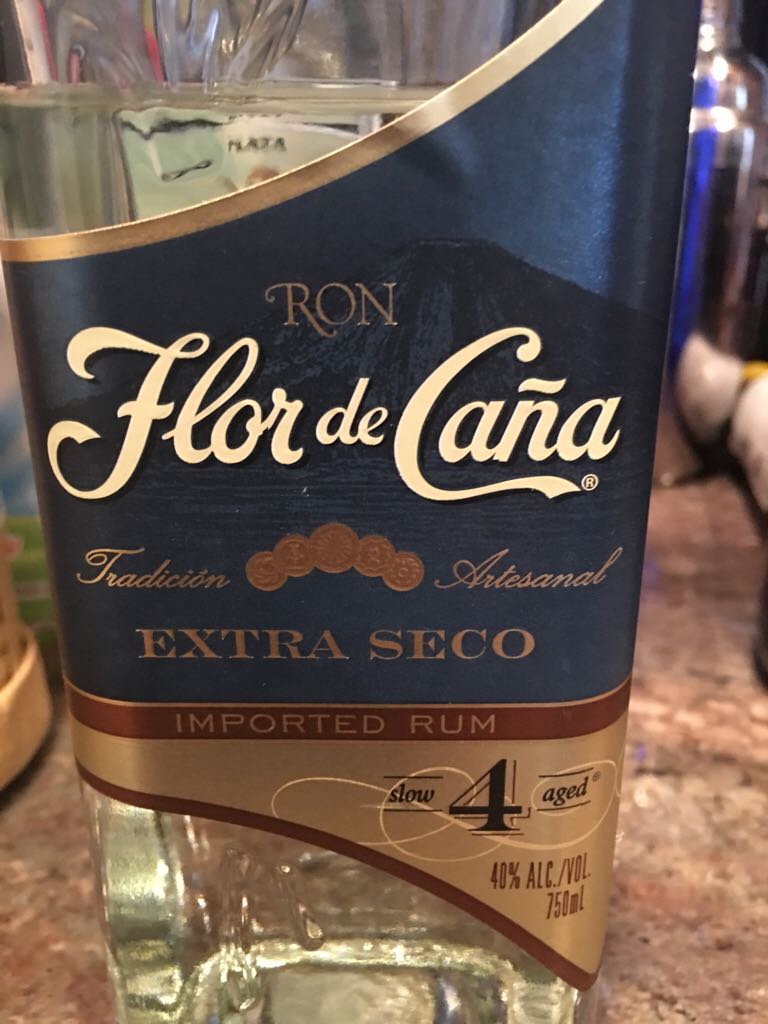 RON
Flor de Caña ®
Tradición Artesanal
EXTRA SECO
IMPORTED RUM
slow 4 aged ®
40% ALC./VOL.
750mL